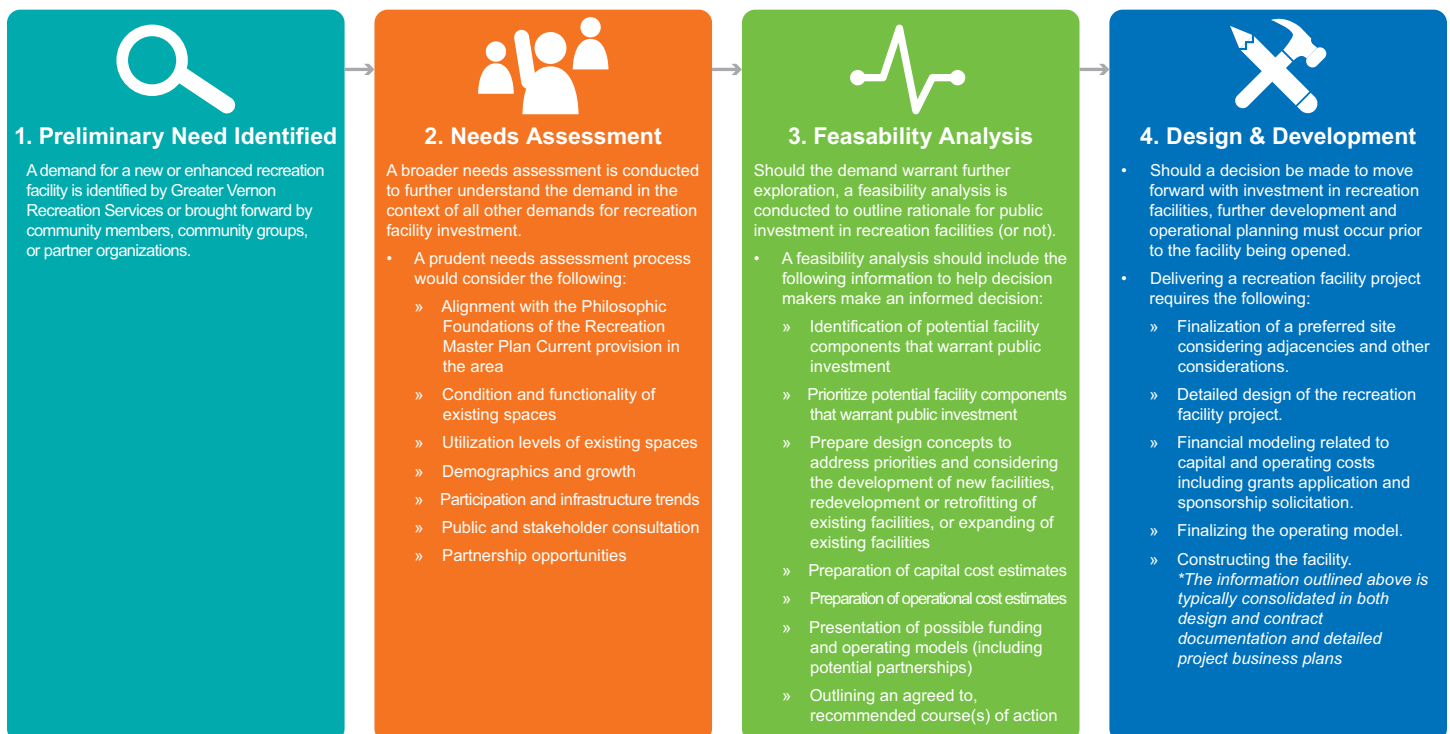 1. Preliminary Need Identified
A demand for a new or enhanced recreation
facility is identified by Greater Vernon
Recreation Services or brought forward by
community members, community groups,
or partner organizations.
2. Needs Assessment
A broader needs assessment is conducted
to further understand the demand in the
context of all other demands for recreation
facility investment.
• A prudent needs assessment process
would consider the following:
» Alignment with the Philosophic
Foundations of the Recreation
Master Plan Current provision in
the area
» Condition and functionality of
existing spaces
» Utilization levels of existing spaces
» Demographics and growth
» Participation and infrastructure trends
» Public and stakeholder consultation
» Partnership opportunities
3. Feasability Analysis
Should the demand warrant further
exploration, a feasibility analysis is
conducted to outline rationale for public
investment in recreation facilities (or not).
• A feasibility analysis should include the
following information to help decision
makers make an informed decision:
» Identification of potential facility
components that warrant public
investment
» Prioritize potential facility components
that warrant public investment
» Prepare design concepts to
address priorities and considering
the development of new facilities,
redevelopment or retrofitting of
existing facilities, or expanding of
existing facilities
» Preparation of capital cost estimates
» Preparation of operational cost estimates
» Presentation of possible funding
and operating models (including
potential partnerships)
» Outlining an agreed to,
recommended course(s) of action
4. Design & Development
• Should a decision be made to move
forward with investment in recreation
facilities, further development and
operational planning must occur prior
to the facility being opened.
• Delivering a recreation facility project
requires the following:
» Finalization of a preferred site
considering adjacencies and other
considerations.
» Detailed design of the recreation
facility project.
» Financial modeling related to
capital and operating costs
including grants application and
sponsorship solicitation.
» Finalizing the operating model.
» Constructing the facility.
*The information outlined above is
typically consolidated in both
design and contract
documentation and detailed
project business plans